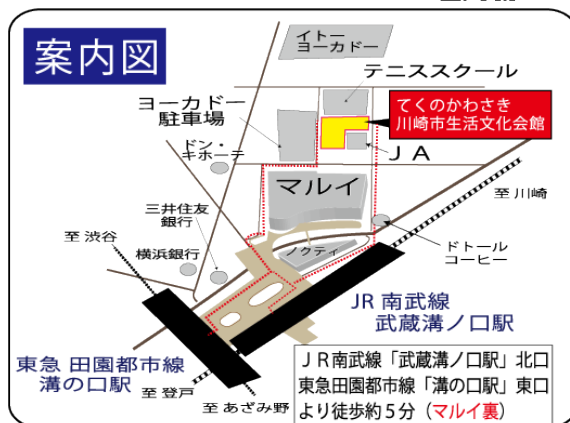 案内図
イトー
ヨーカドー
テニススクール
ヨーカドー
駐車場
てくのかわさき
川崎市生活文化会館
ドン・
キホーテ
ＪＡ
マルイ
至 川崎
三井住友
銀行
至 渋谷
横浜銀行
ノクティ
ドトール
コーヒー
JR 南武線
武蔵溝ノ口駅
東急 田園都市線
溝の口駅
至 登戸
至 あざみ野
ＪＲ南武線「武蔵溝ノ口駅」北口
東急田園都市線「溝の口駅」東口
より徒歩約５分（マルイ裏）